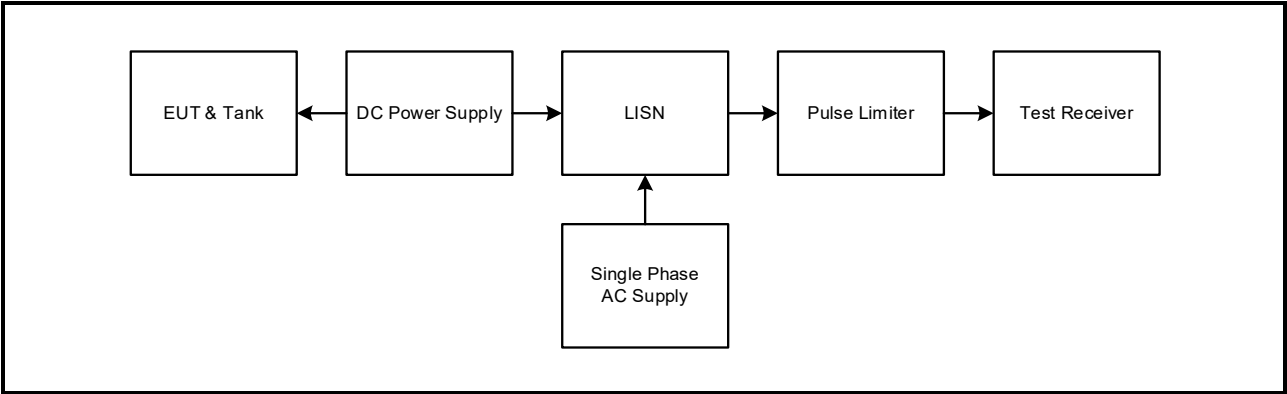 EUT & Tank
DC Power Supply
LISN
Pulse Limiter
Test Receiver
Single Phase
AC Supply